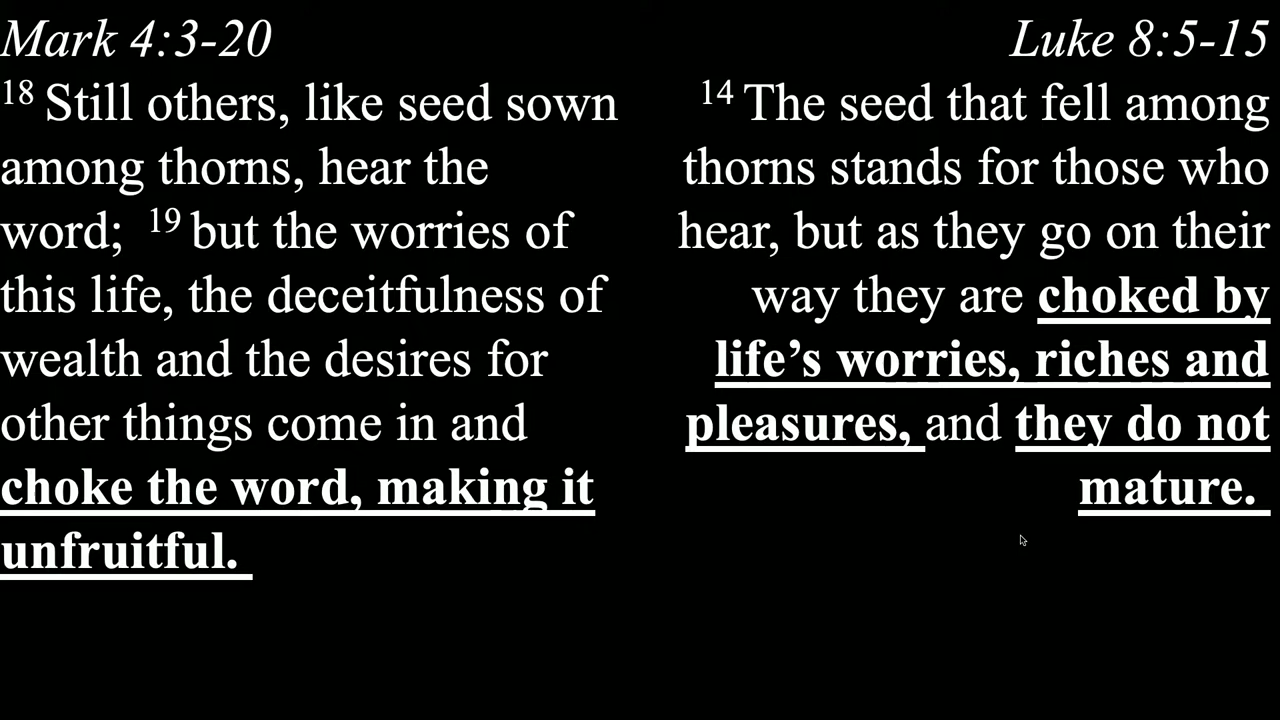 Mark 4:3-20
18 Still others, like seed sown
among thorns, hear the
word; 19 but the worries of
this life, the deceitfulness of
wealth and the desires for
other things come in and
choke the word, making it
unfruitful.
Luke 8:5-15
14 The seed that fell among
thorns stands for those who
hear, but as they go on their
way they are choked by
life’s worries, riches and
pleasures, and they do not
mature.